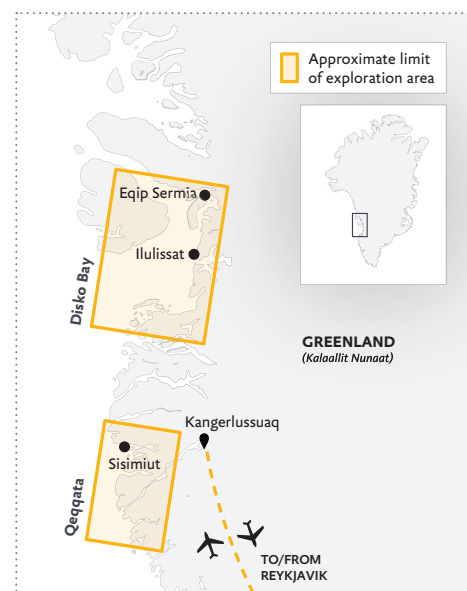 Approximate limit
of exploration area
Eqip Sermia
Ilulissat
Disko Bay
GREENLAND
(Kalaallit Nunaat)
Kangerlussuaq
Sisimiut
Qeqqata
TO/FROM
REYKJAVIK